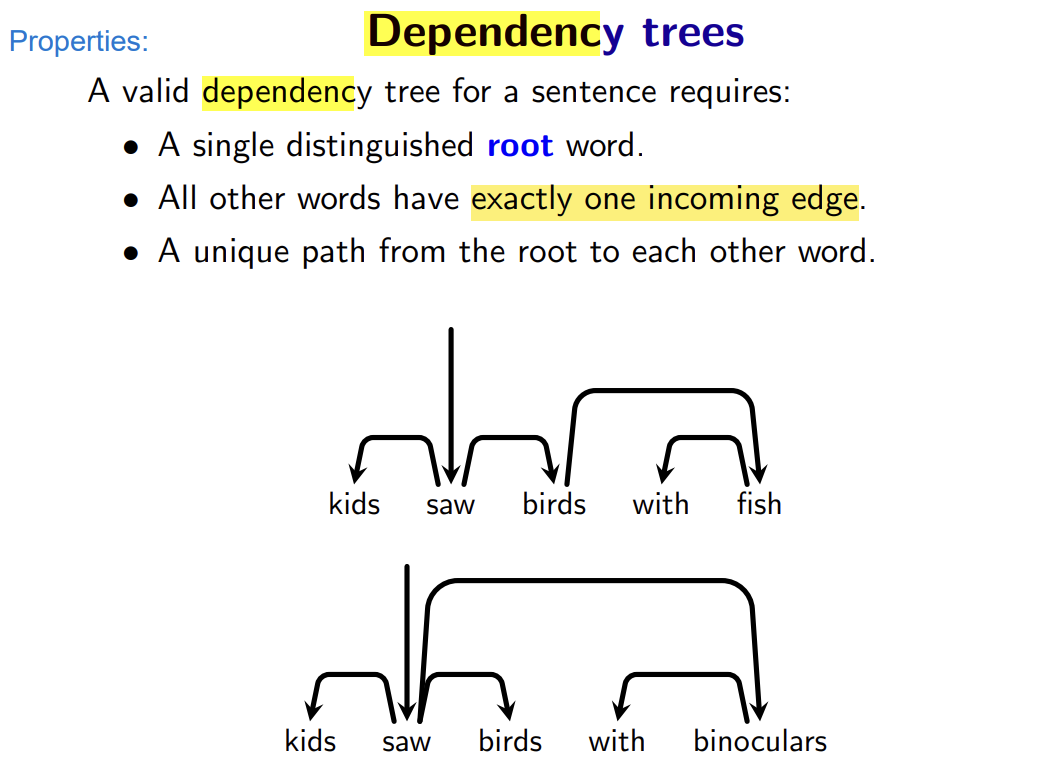 Properties:
Dependency trees
A valid dependency tree for a sentence requires:
• A single distinguished root word.
• All other words have exactly one incoming edge.
• A unique path from the root to each other word.
kids saw birds with fish
kids saw birds with binoculars